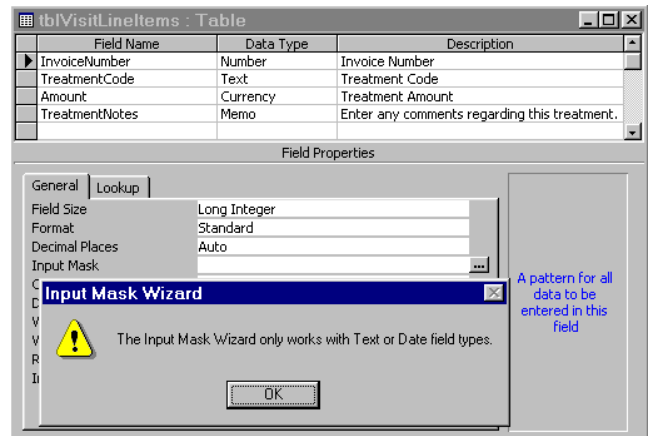 tblVisitLineItems : Table
Field Name Data Type Description
InvoiceNumber Number Invoice Number
TreatmentCode Text Treatment Code
Amount Currency Treatment Amount
TreatmentNotes Memo Enter any comments regarding this treatment.
Field Properties
General Lookup
Field Size Long Integer
Format Standard
Decimal Places Auto
Input Mask ...
A pattern for all
data to be
entered in this
field
Input Mask Wizard
The Input Mask Wizard only works with Text or Date field types.
OK